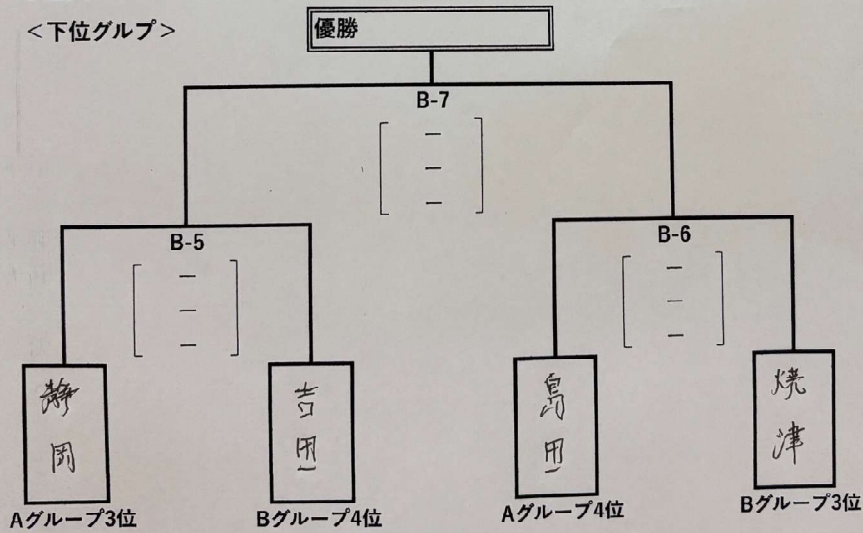 <下位グルプ>
優勝
B-7
[ － ]
－
－
B-5
B-6
[ － ]
－
－
[ － ]
－
－
静岡
吉田
島田
焼津
Aグループ3位
Bグループ4位
Aグループ4位
Bグループ3位